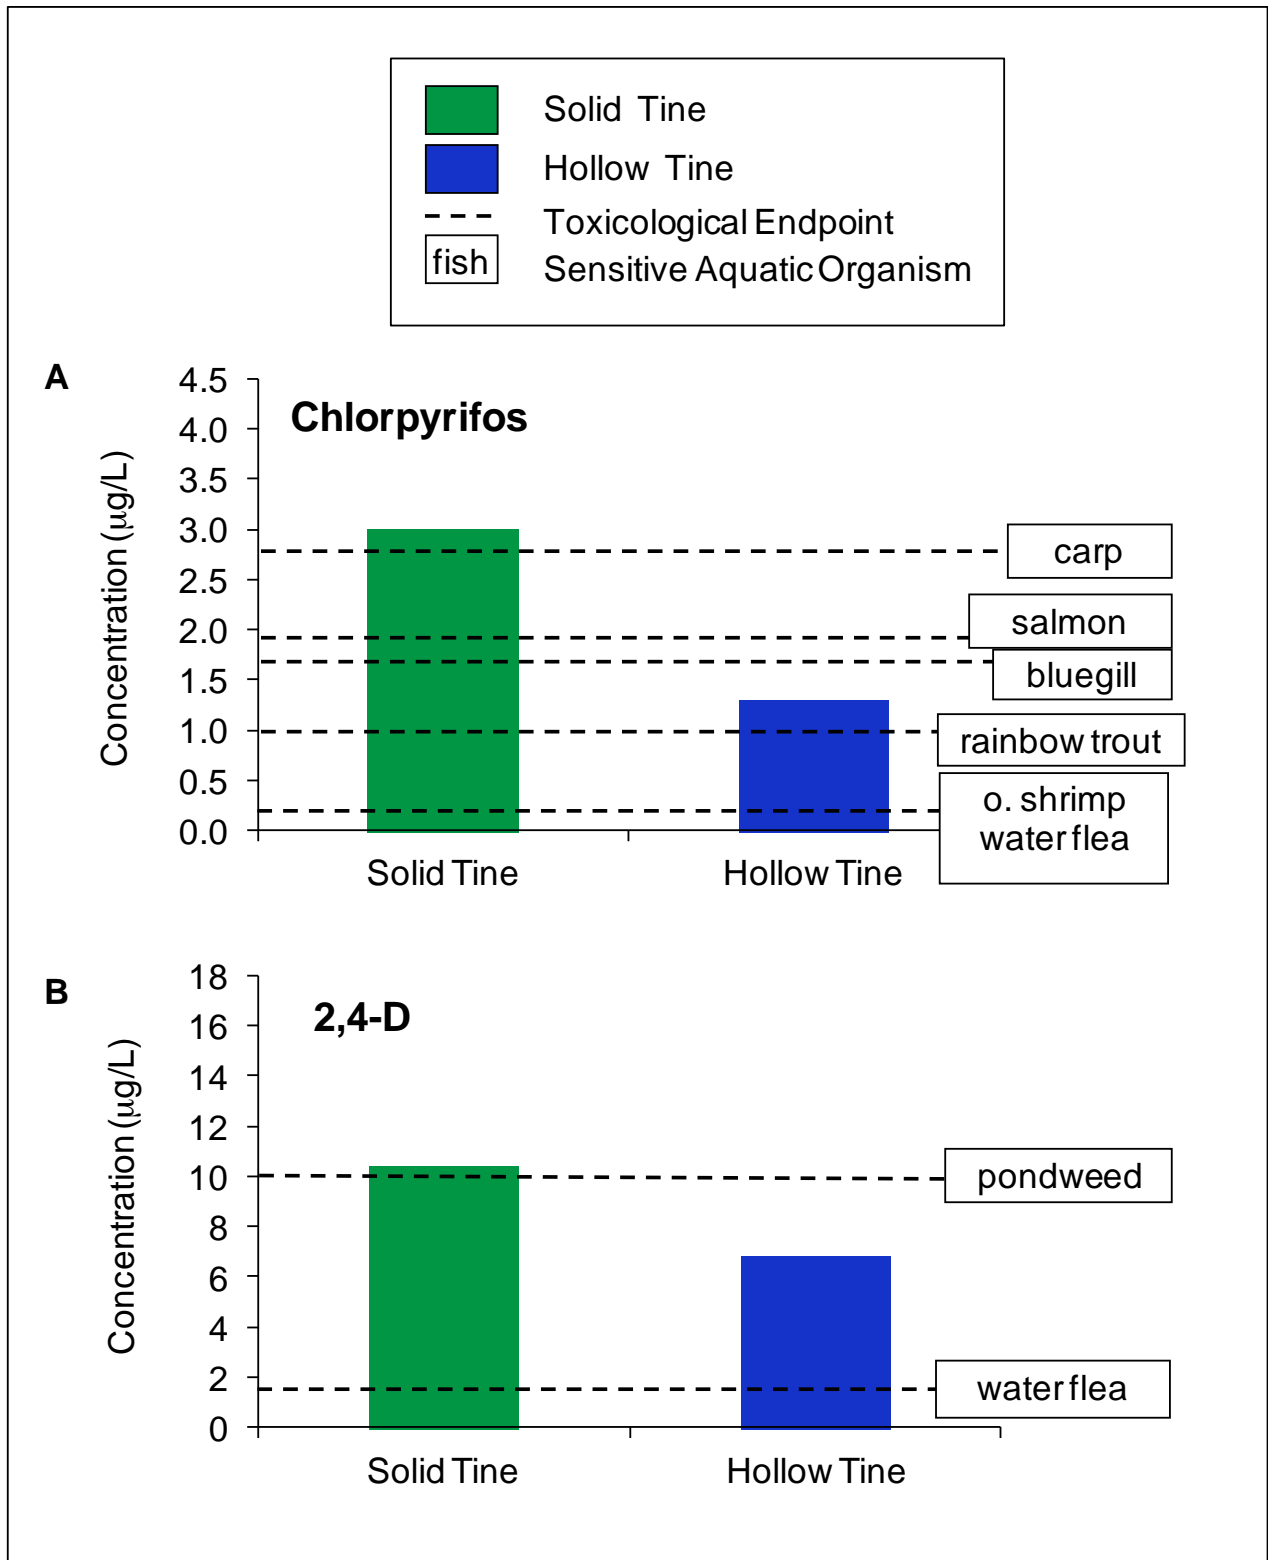 Solid Tine
Hollow Tine
Toxicological Endpoint
fish
Sensitive Aquatic Organism
A
Chlorpyrifos
Concentration (µg/L)
4.5
4.0
3.5
3.0
2.5
2.0
1.5
1.0
0.5
0.0
carp
salmon
bluegill
rainbow trout
o. shrimp
water flea
Solid Tine
Hollow Tine
B
2,4-D
Concentration (µg/L)
18
16
14
12
10
8
6
4
2
0
pondweed
water flea
Solid Tine
Hollow Tine